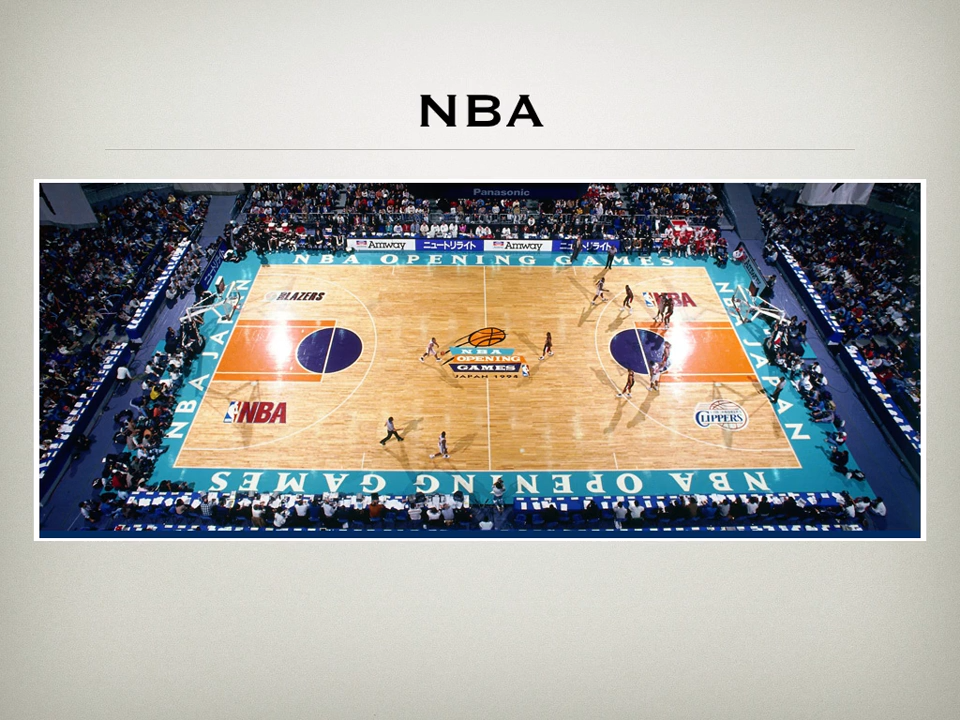 NBA
Panasonic
Amway ニュートリライト Amway ニュートリライト
NBA OPENING GAMES
BLAZERS
NBA
NBA JAPAN
NBA JAPAN
NBA
OPENING
GAMES
JAPAN 1994
NBA
CLIPPERS
NBA OPENING GAMES